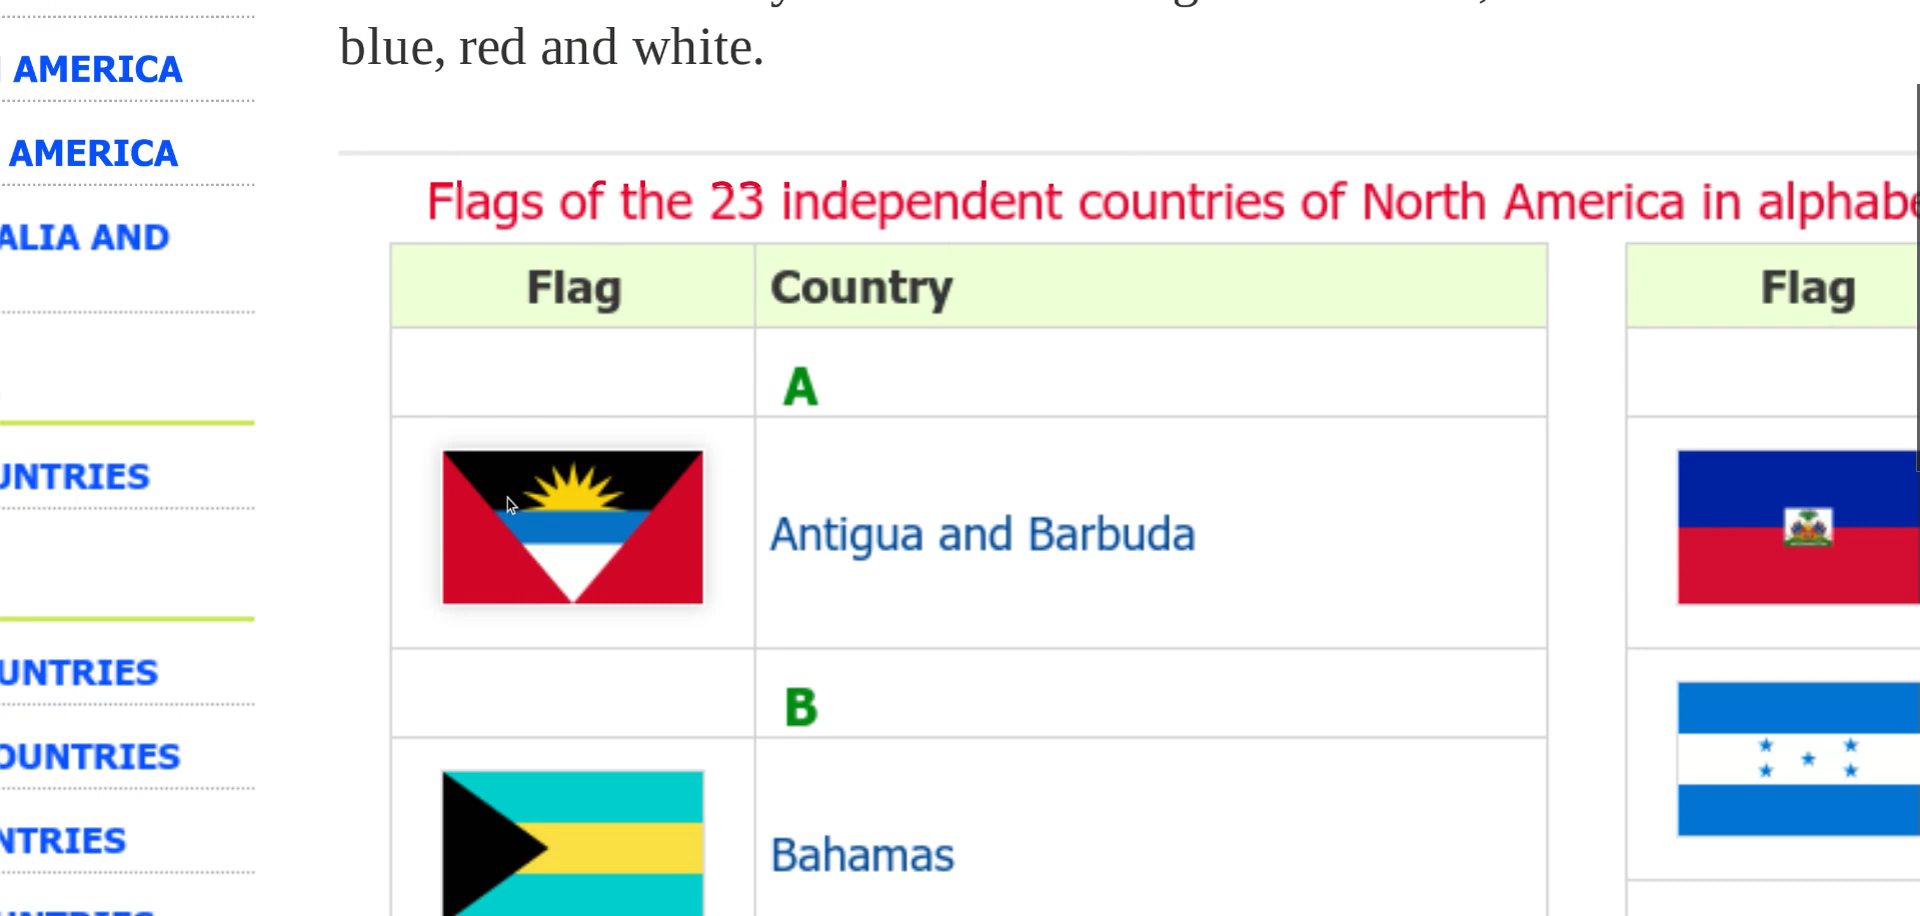 blue, red and white.
AMERICA
AMERICA
ALIA AND
UNTRIES
UNTRIES
OUNTRIES
NTRIES
Flags of the 23 independent countries of North America in alphabe
Flag Country
A
Antigua and Barbuda
B
Bahamas
Flag